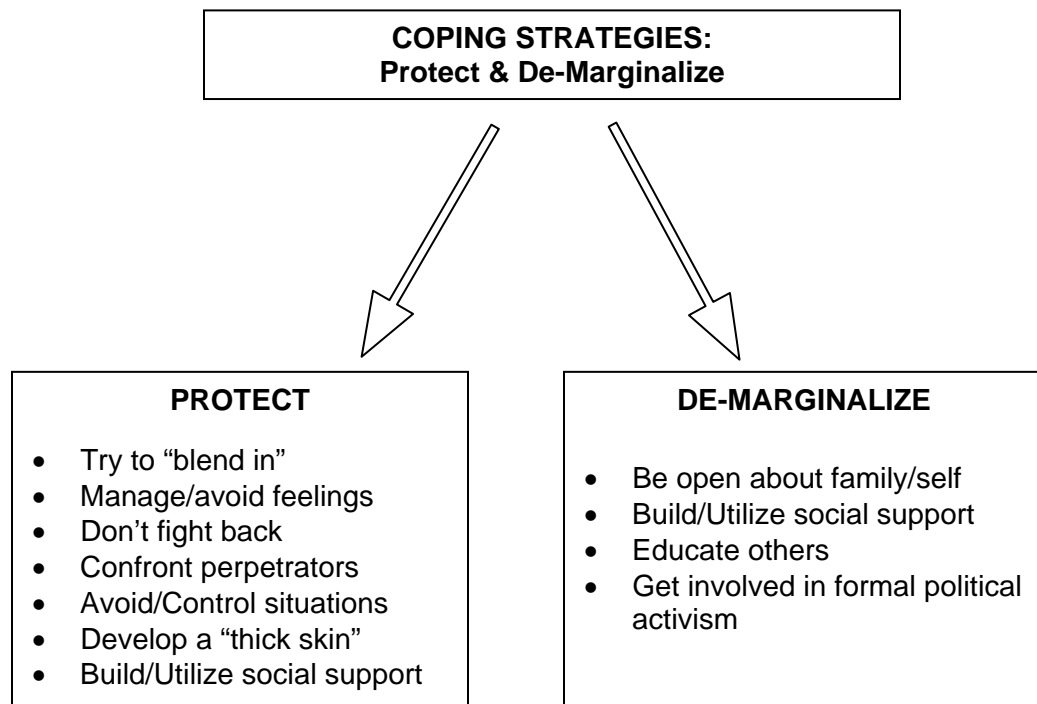 COPING STRATEGIES:
Protect & De-Marginalize
PROTECT
• Try to “blend in”
• Manage/avoid feelings
• Don’t fight back
• Confront perpetrators
• Avoid/Control situations
• Develop a “thick skin”
• Build/Utilize social support
DE-MARGINALIZE
• Be open about family/self
• Build/Utilize social support
• Educate others
• Get involved in formal political
activism